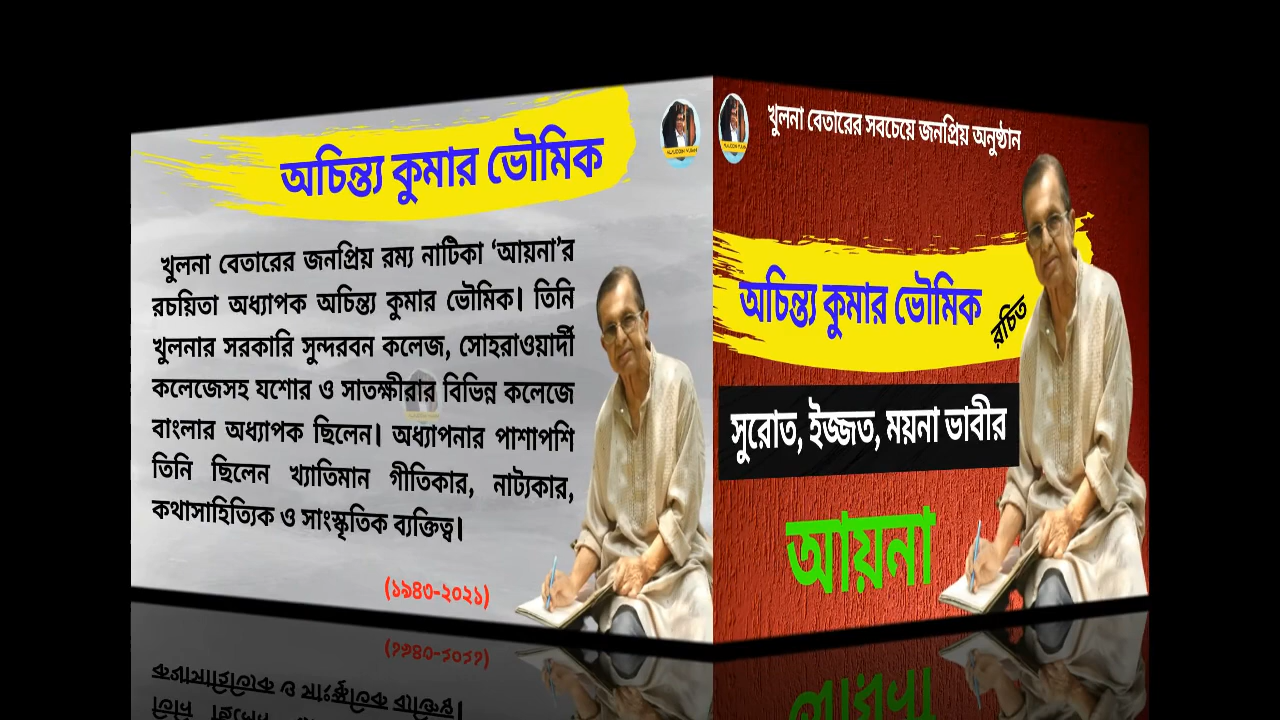 অচিন্ত্য কুমার ভৌমিক
খুলনা বেতারের জনপ্রিয় রম্য নাটিকা ‘আয়না’র
রচয়িতা অধ্যাপক অচিন্ত্য কুমার ভৌমিক। তিনি
খুলনার সরকারি সুন্দরবন কলেজ, সোহরাওয়ার্দী
কলেজেসহ যশোর ও সাতক্ষীরার বিভিন্ন কলেজে
বাংলার অধ্যাপক ছিলেন। অধ্যাপনার পাশাপশি
তিনি ছিলেন খ্যাতিমান গীতিকার, নাট্যকার,
কথাসাহিত্যিক ও সাংস্কৃতিক ব্যক্তিত্ব।
(১৯৪৩-২০২১)
খুলনা বেতারের সবচেয়ে জনপ্রিয় অনুষ্ঠান
অচিন্ত্য কুমার ভৌমিক
রচিত
সুরোত, ইজ্জত, ময়না ভাবীর
আয়না